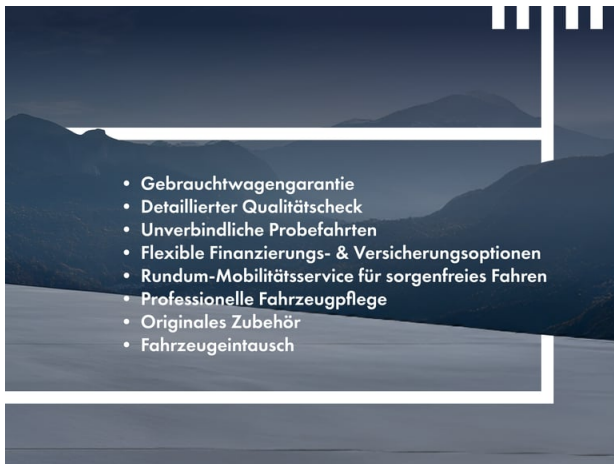 • Gebrauchtwagengarantie
• Detaillierter Qualitätscheck
• Unverbindliche Probefahrten
• Flexible Finanzierungs- & Versicherungsoptionen
• Rundum-Mobilitätsservice für sorgenfreies Fahren
• Professionelle Fahrzeugpflege
• Originales Zubehör
• Fahrzeugeintausch